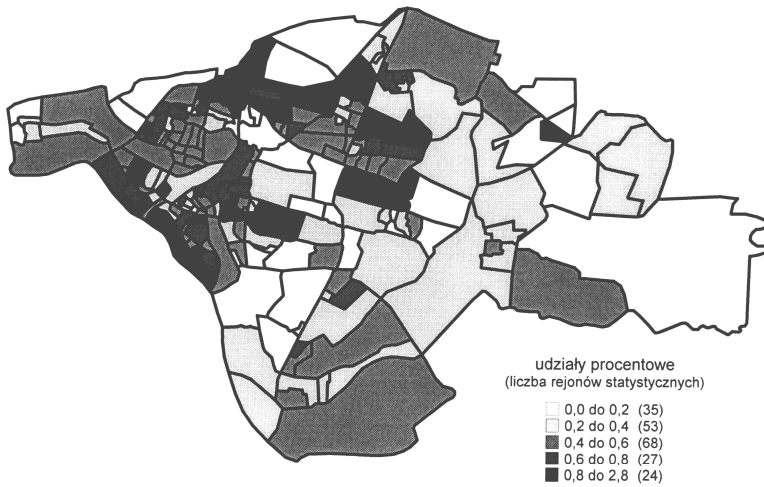 udziały procentowe
(liczba rejonów statystycznych)
0,0 do 0,2 (35)
0,2 do 0,4 (53)
0,4 do 0,6 (68)
0,6 do 0,8 (27)
0,8 do 2,8 (24)